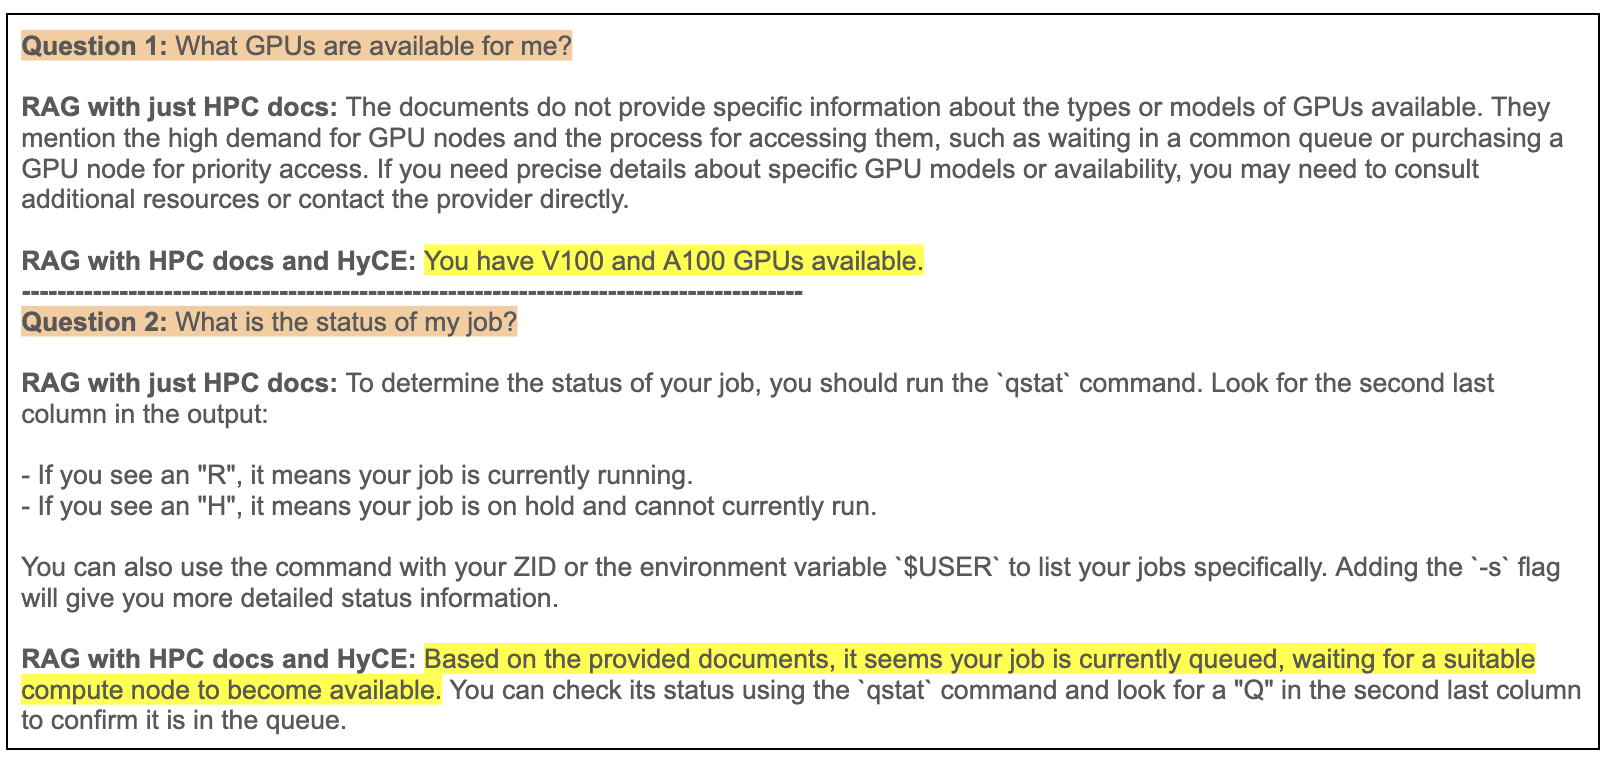 Question 1: What GPUs are available for me?
RAG with just HPC docs: The documents do not provide specific information about the types or models of GPUs available. They
mention the high demand for GPU nodes and the process for accessing them, such as waiting in a common queue or purchasing a
GPU node for priority access. If you need precise details about specific GPU models or availability, you may need to consult
additional resources or contact the provider directly.
RAG with HPC docs and HyCE: You have V100 and A100 GPUs available.
----------------------------------------------------------------------------------------
Question 2: What is the status of my job?
RAG with just HPC docs: To determine the status of your job, you should run the `qstat` command. Look for the second last
column in the output:
- If you see an "R", it means your job is currently running.
- If you see an "H", it means your job is on hold and cannot currently run.
You can also use the command with your ZID or the environment variable `$USER` to list your jobs specifically. Adding the `-s` flag
will give you more detailed status information.
RAG with HPC docs and HyCE: Based on the provided documents, it seems your job is currently queued, waiting for a suitable
compute node to become available. You can check its status using the `qstat` command and look for a "Q" in the second last column
to confirm it is in the queue.